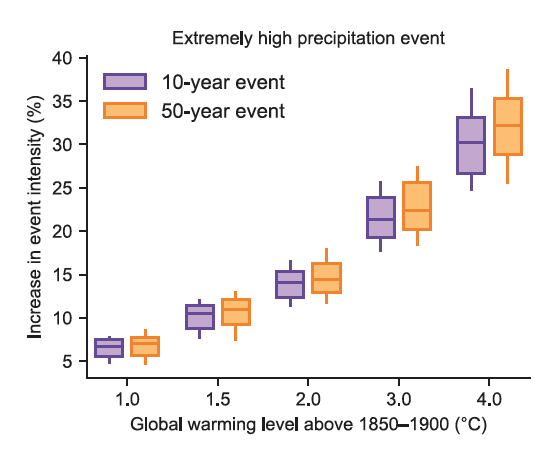 Extremely high precipitation event
10-year event
50-year event
Increase in event intensity (%)
40
35
30
25
20
15
10
5
1.0 1.5 2.0 3.0 4.0
Global warming level above 1850–1900 (°C)